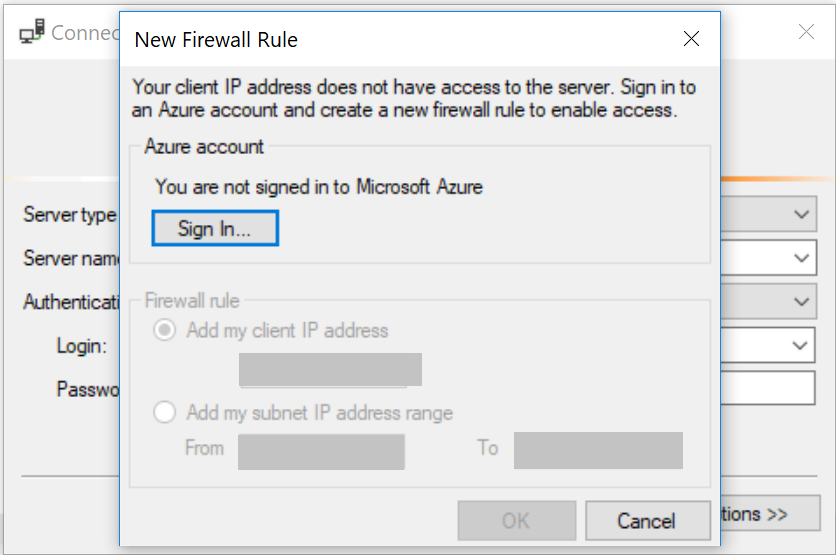 Connec
New Firewall Rule
Your client IP address does not have access to the server. Sign in to
an Azure account and create a new firewall rule to enable access.
Azure account
You are not signed in to Microsoft Azure
Server type
Sign In...
Server name
Firewall rule
Authenticati
Add my client IP address
Login:
Passwo
Add my subnet IP address range
From To
OK Cancel tions >>